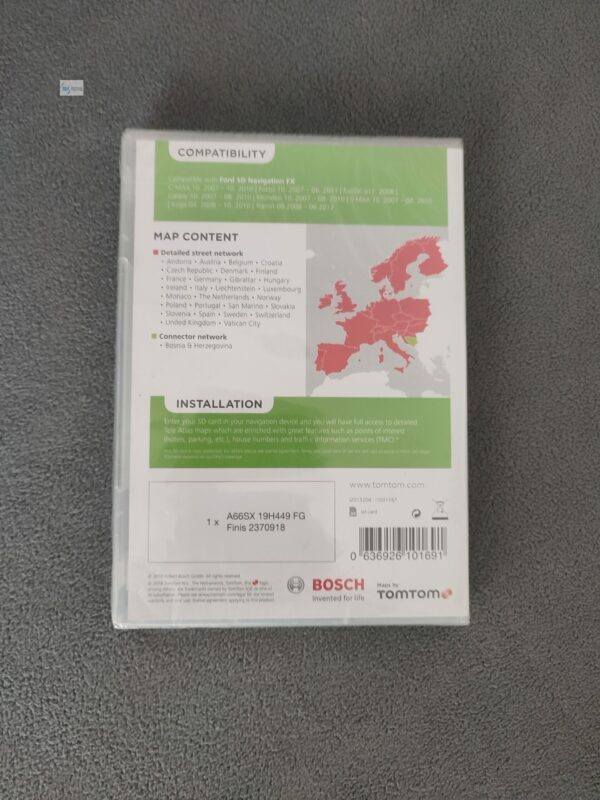 COMPATIBILITY
Compatible with Ford SD Navigation FX
C-MAX 10. 2007 – 10. 2010 | Focus 10. 2007 – 08. 2011 |
Galaxy 10. 2007 – 08. 2010 | Mondeo 10. 2007 – 08. 2010 | S-MAX 10. 2007 – 08. 2010
| Kuga 04. 2008 – 10. 2010 | Transit 09.2008 – 06.2012
MAP CONTENT
Detailed street network
• Andorra • Austria • Belgium • Croatia
• Czech Republic • Denmark • Finland
• France • Germany • Gibraltar • Hungary
• Ireland • Italy • Liechtenstein • Luxembourg
• Monaco • The Netherlands • Norway
• Poland • Portugal • San Marino • Slovakia
• Slovenia • Spain • Sweden • Switzerland
• United Kingdom • Vatican City
Connector network
• Bosnia & Herzegovina
INSTALLATION
Enter your SD card in your navigation device and you will have full access to detailed
Tele Atlas maps which are enriched with great features such as points of interest
(hotels, parking, etc.), house numbers and traffic information services (TMC).*
www.tomtom.com
1 x A66SX 19H449 FG
Finis 2370918
0 636926 101691
BOSCH
Invented for life
Maps by
TOMTOM